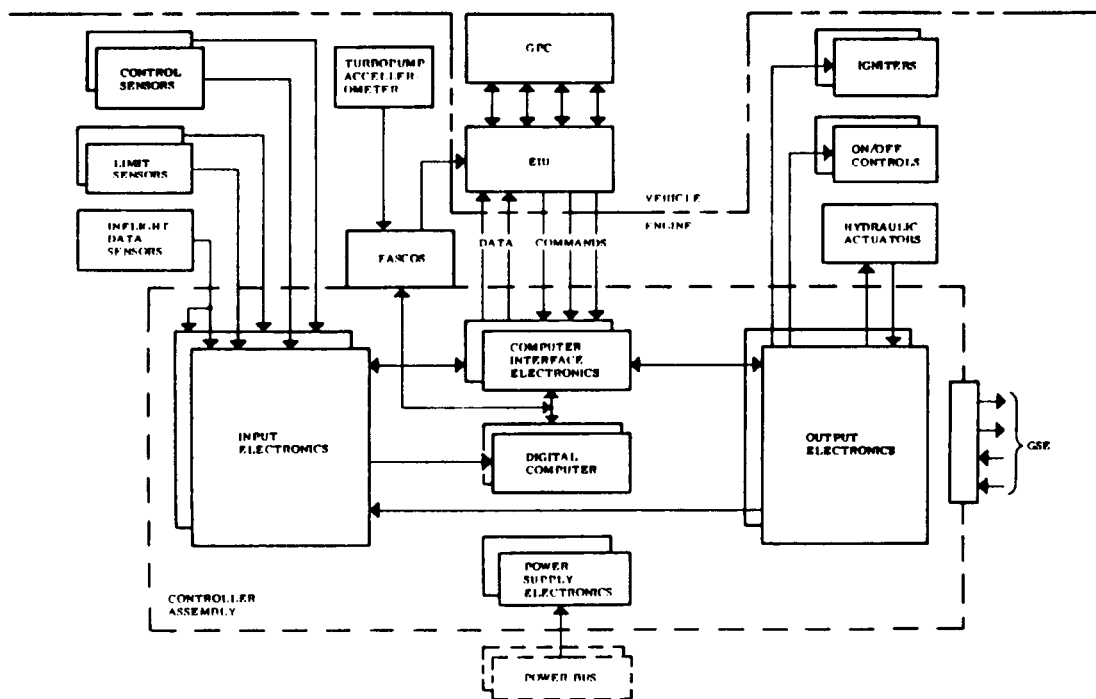 GPC
CONTROL
SENSORS
TURBOPUMP
ACCELLER
OMETER
IGNITERS
LIMIT
SENSORS
EIU
ON/OFF
CONTROLS
VEHICLE
ENGINE
INFLIGHT
DATA
SENSORS
FASCOS
DATA
COMMANDS
HYDRAULIC
ACTUATORS
COMPUTER
INTERFACE
ELECTRONICS
INPUT
ELECTRONICS
DIGITAL
COMPUTER
OUTPUT
ELECTRONICS
GSE
POWER
SUPPLY
ELECTRONICS
CONTROLLER
ASSEMBLY
POWER BUS